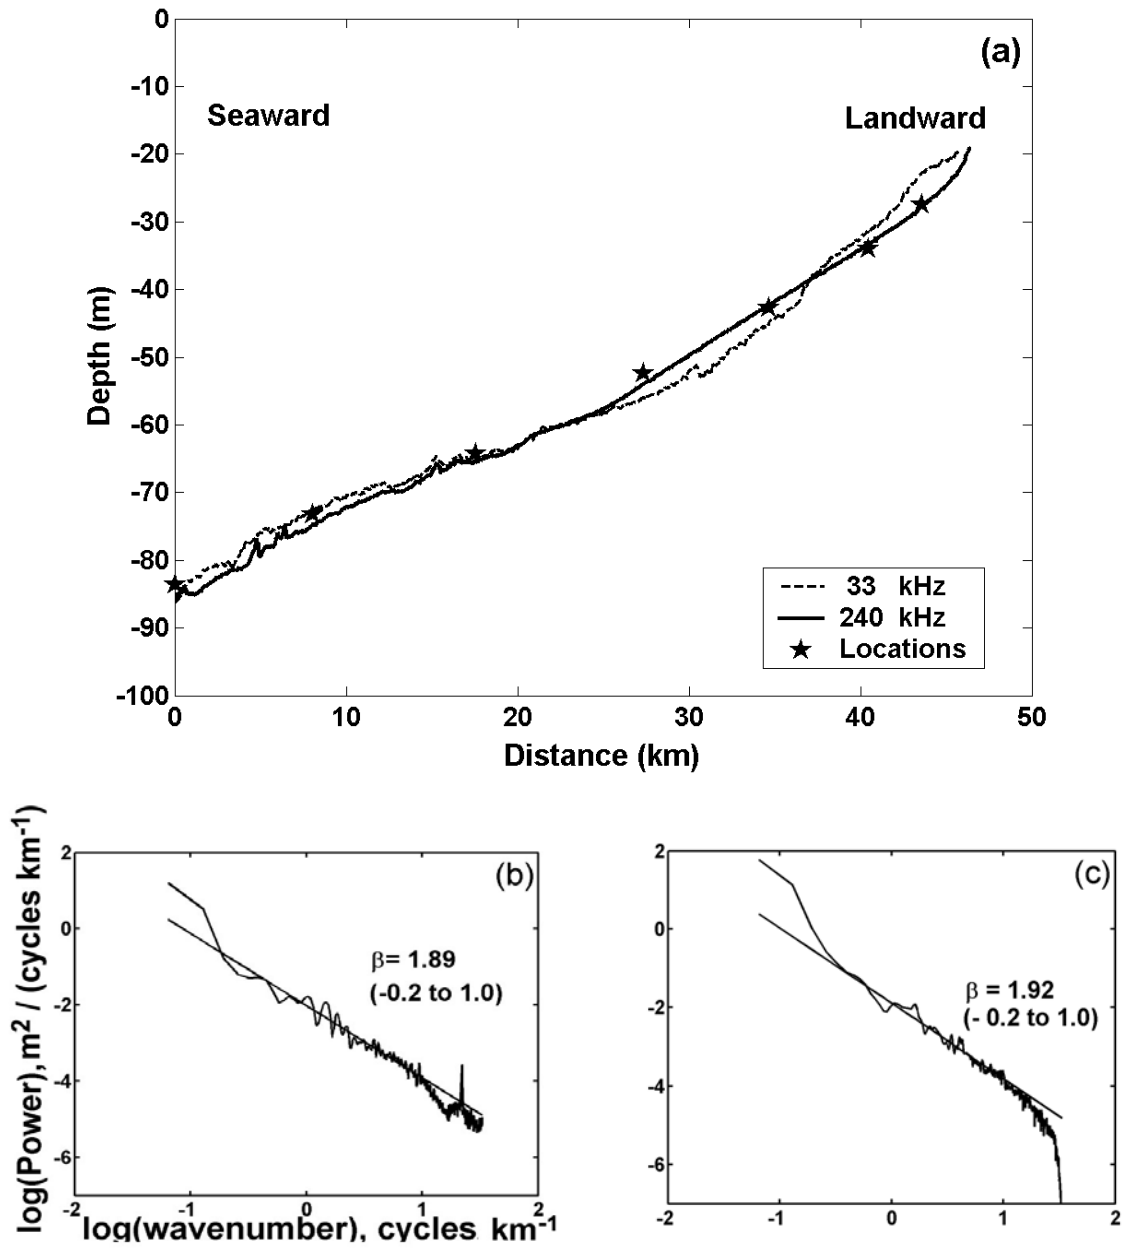 (a)
Seaward
Landward
0
-10
-20
-30
-40
-50
-60
-70
-80
-90
-100
Depth (m)
33 kHz
240 kHz
Locations
0 10 20 30 40 50
Distance (km)
log(Power), m² / (cycles km⁻¹)
(b)
2
0
-2
-4
-6
β= 1.89
(-0.2 to 1.0)
-2 -1 0 1 2
log(wavenumber), cycles km⁻¹
(c)
2
0
-2
-4
-6
β = 1.92
(- 0.2 to 1.0)
-2 -1 0 1 2